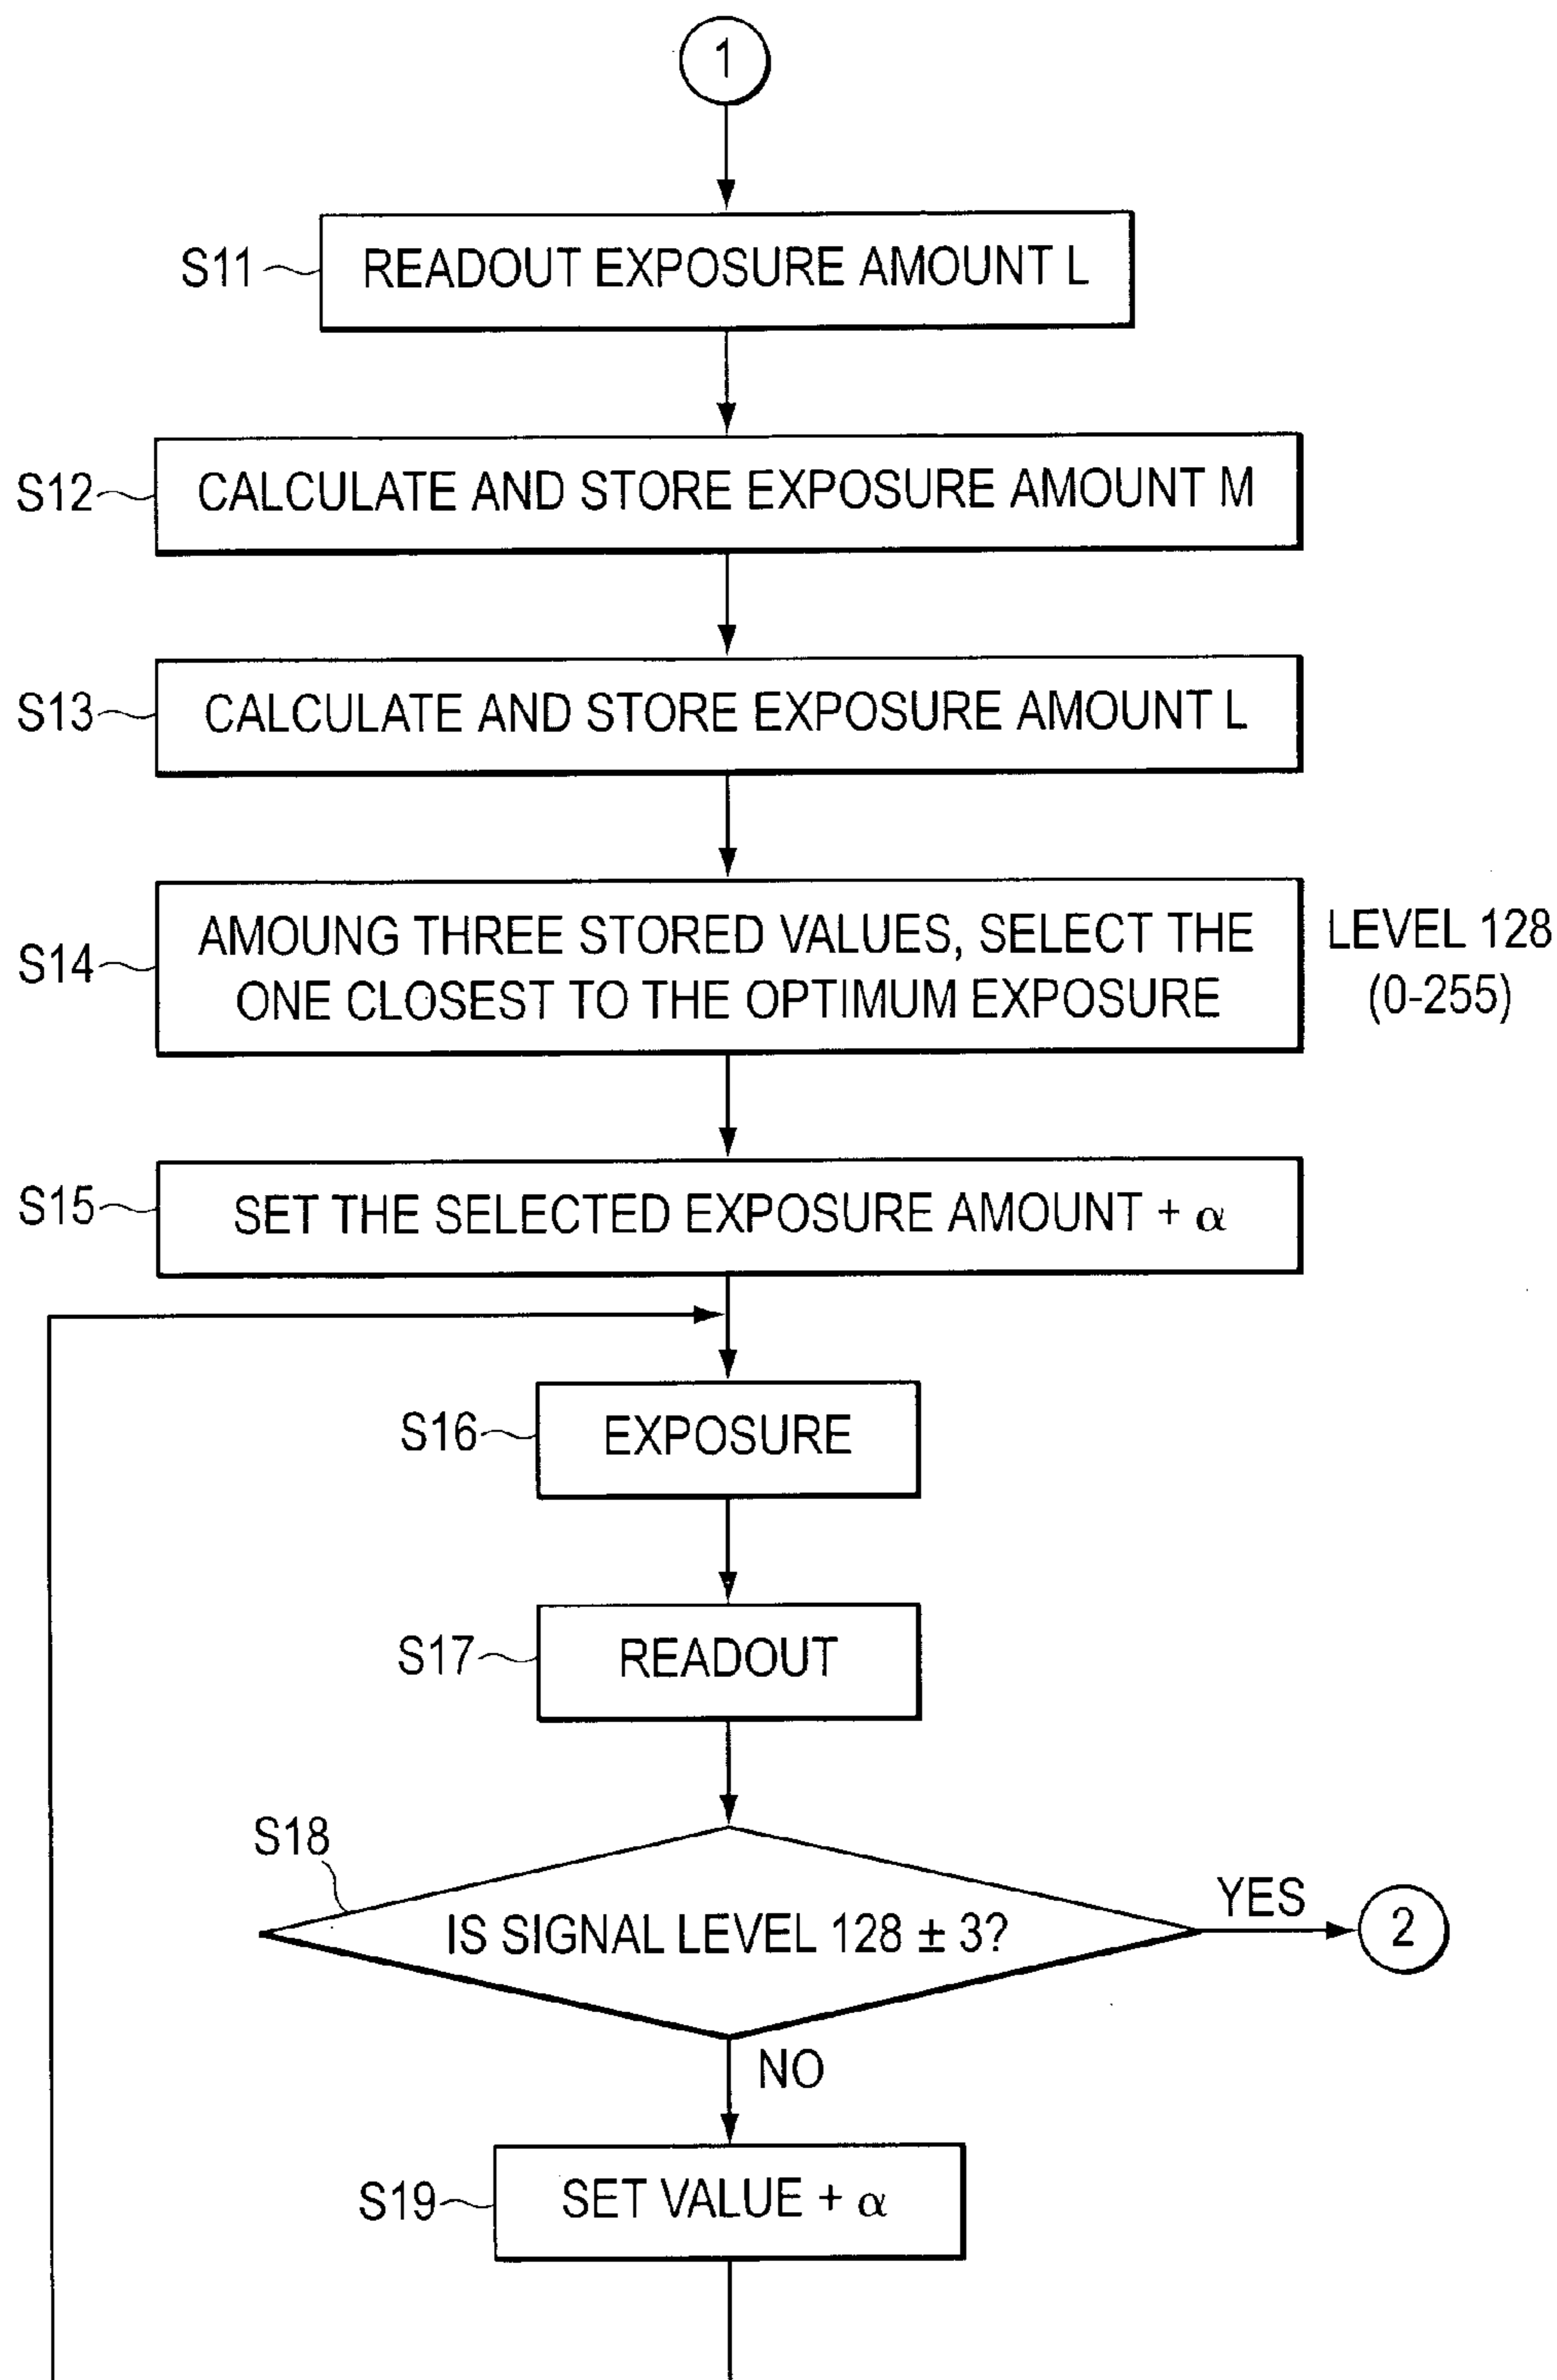 1
S11
READOUT EXPOSURE AMOUNT L
S12
CALCULATE AND STORE EXPOSURE AMOUNT M
S13
CALCULATE AND STORE EXPOSURE AMOUNT L
S14
AMOUNG THREE STORED VALUES, SELECT THE
ONE CLOSEST TO THE OPTIMUM EXPOSURE
LEVEL 128
(0-255)
S15
SET THE SELECTED EXPOSURE AMOUNT + α
S16
EXPOSURE
S17
READOUT
S18
IS SIGNAL LEVEL 128 ± 3?
YES
2
NO
S19
SET VALUE + α